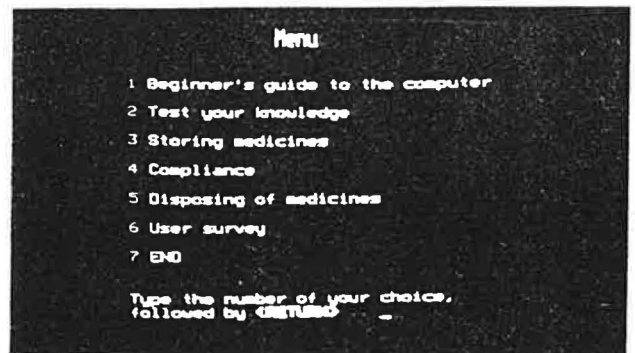 Menu
1 Beginner's guide to the computer
2 Test your knowledge
3 Storing medicines
4 Compliance
5 Disposing of medicines
6 User survey
7 END
Type the number of your choice,
followed by <RETURN> _